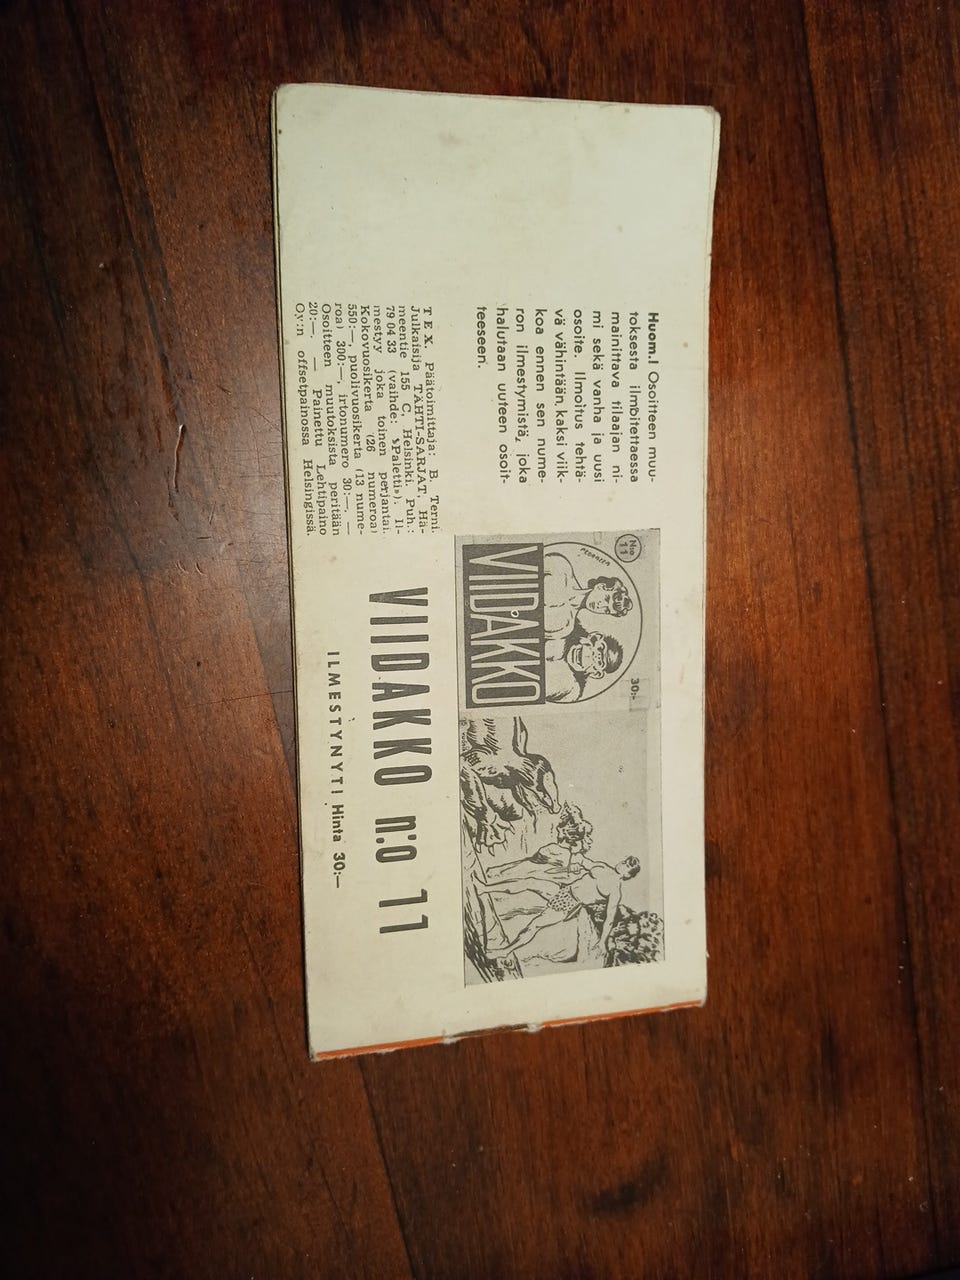 Huom.! Osoitteen muu-
toksesta ilmoitettaessa
mainittava tilaajan ni-
mi sekä vanha ja uusi
osoite. Ilmoitus tehtä-
vä vähintään kaksi viik-
koa ennen sen nume-
ron ilmestymistä, joka
halutaan uuteen osoit-
teeseen.
TEX. Päätoimittaja: B. Terni.
Julkaisija TÄHTI-SARJAT, Hä-
meentie 155 C, Helsinki. Puh.:
79 04 33 (vaihde: »Paletti»). Il-
mestyy joka toinen perjantai.
Kokovuosikerta (26 numeroa)
550:—, puolivuosikerta (13 nume-
roa) 300:—, irtonumero 30:—. —
Osoitteen muutoksista peritään
20:—. — Painettu Lehtipaino
Oy:n offsetpainossa Helsingissä.
N:o
11
PEDRAZZA
30:-
VIIDAKKO
VIIDAKKO n:o 11
ILMESTYNYT! Hinta 30:—